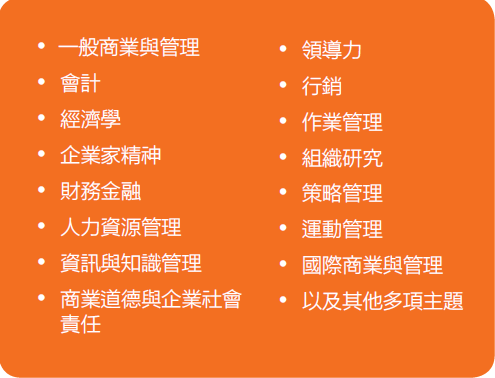 • 一般商業與管理
• 會計
• 經濟學
• 企業家精神
• 財務金融
• 人力資源管理
• 資訊與知識管理
• 商業道德與企業社會
責任
• 領導力
• 行銷
• 作業管理
• 組織研究
• 策略管理
• 運動管理
• 國際商業與管理
• 以及其他多項主題